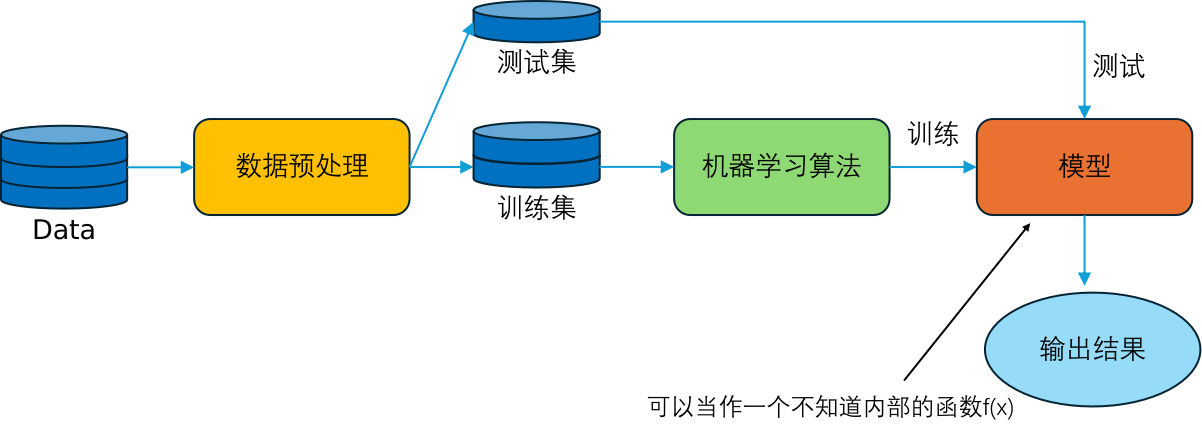 测试集
测试
Data
数据预处理
训练集
机器学习算法
训练
模型
输出结果
可以当作一个不知道内部的函数f(x)